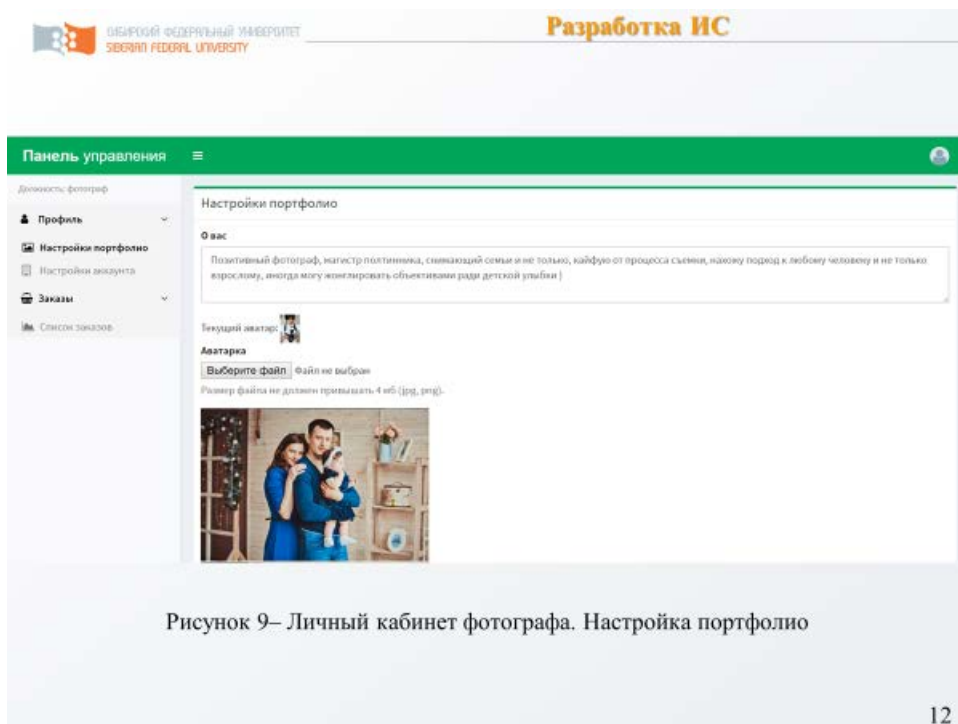 СИБИРСКИЙ ФЕДЕРАЛЬНЫЙ УНИВЕРСИТЕТ
SIBERIAN FEDERAL UNIVERSITY
Разработка ИС
Панель управления
Должность: фотограф
Профиль
Настройки портфолио
Настройки аккаунта
Заказы
Список заказов
Настройки портфолио
О вас
Позитивный фотограф, магистр полтинника, снимающий семьи и не только, кайфую от процесса съемки, нахожу подход к любому человеку и не только
взрослому, иногда могу жонглировать объективами ради детской улыбки )
Текущий аватар:
Аватарка
Выберите файл Файл не выбран
Размер файла не должен привышать 4 мб (jpg, png).
Рисунок 9– Личный кабинет фотографа. Настройка портфолио
12